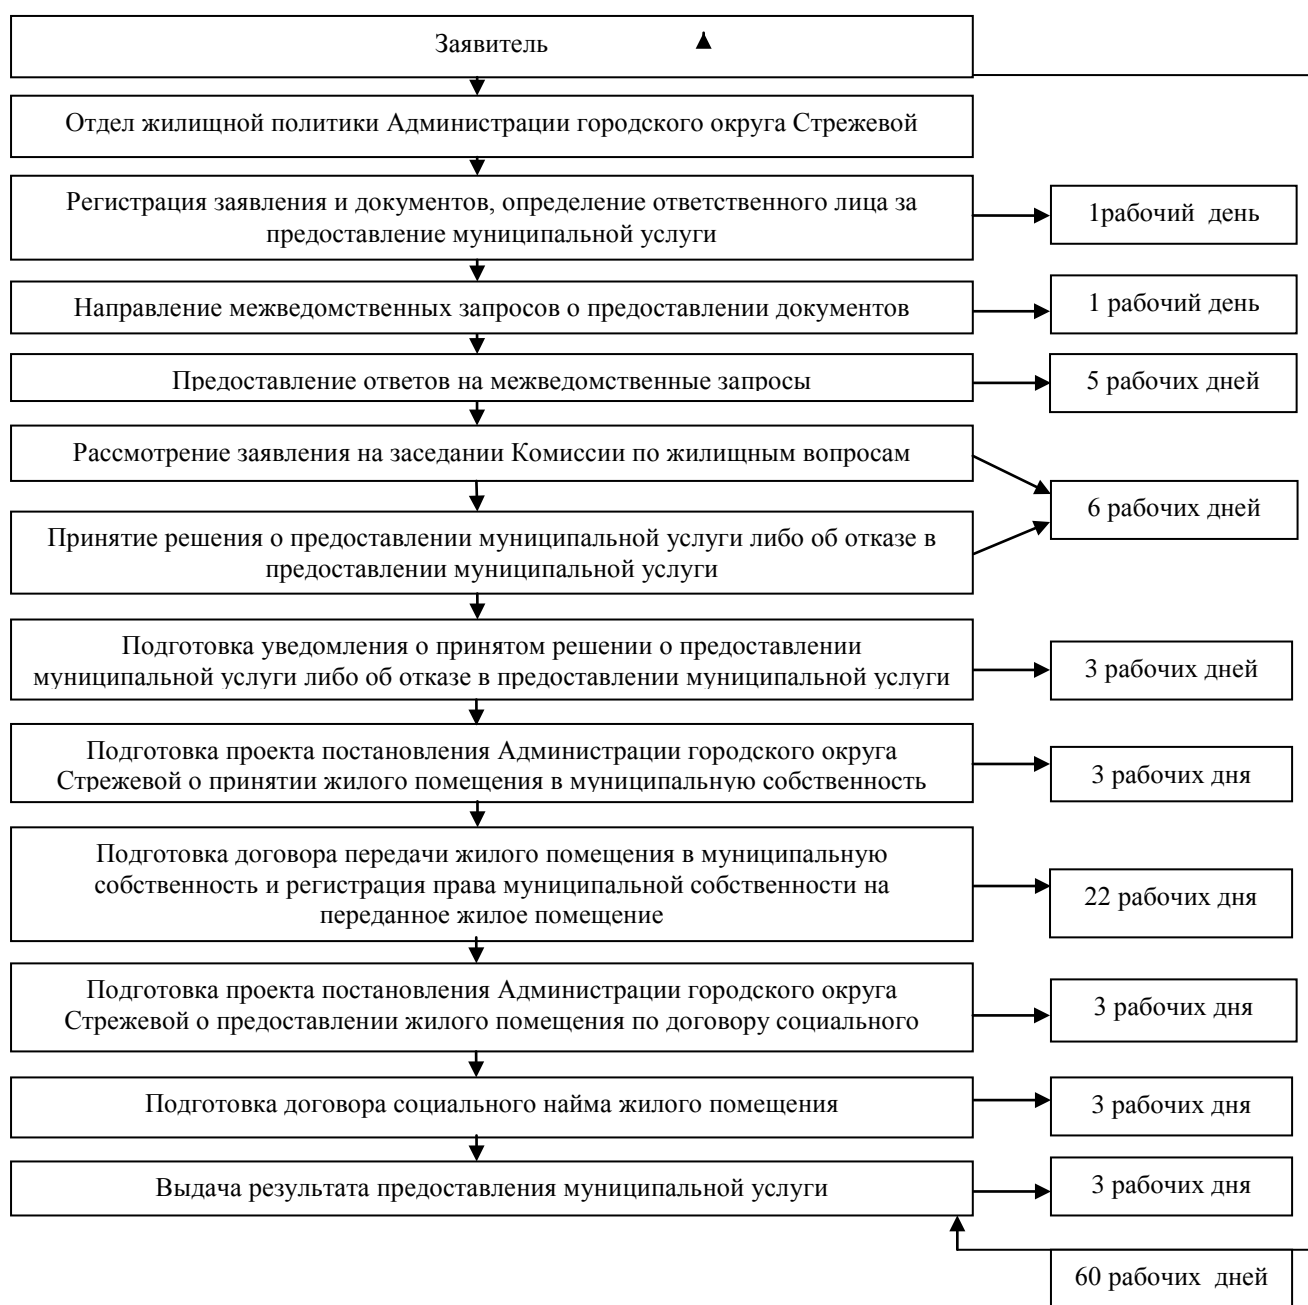 Заявитель
Отдел жилищной политики Администрации городского округа Стрежевой
Регистрация заявления и документов, определение ответственного лица за
предоставление муниципальной услуги
1рабочий день
Направление межведомственных запросов о предоставлении документов
1 рабочий день
Предоставление ответов на межведомственные запросы
5 рабочих дней
Рассмотрение заявления на заседании Комиссии по жилищным вопросам
6 рабочих дней
Принятие решения о предоставлении муниципальной услуги либо об отказе в
предоставлении муниципальной услуги
Подготовка уведомления о принятом решении о предоставлении
муниципальной услуги либо об отказе в предоставлении муниципальной услуги
3 рабочих дней
Подготовка проекта постановления Администрации городского округа
Стрежевой о принятии жилого помещения в муниципальную собственность
3 рабочих дня
Подготовка договора передачи жилого помещения в муниципальную
собственность и регистрация права муниципальной собственности на
переданное жилое помещение
22 рабочих дня
Подготовка проекта постановления Администрации городского округа
Стрежевой о предоставлении жилого помещения по договору социального
3 рабочих дня
Подготовка договора социального найма жилого помещения
3 рабочих дня
Выдача результата предоставления муниципальной услуги
3 рабочих дня
60 рабочих дней